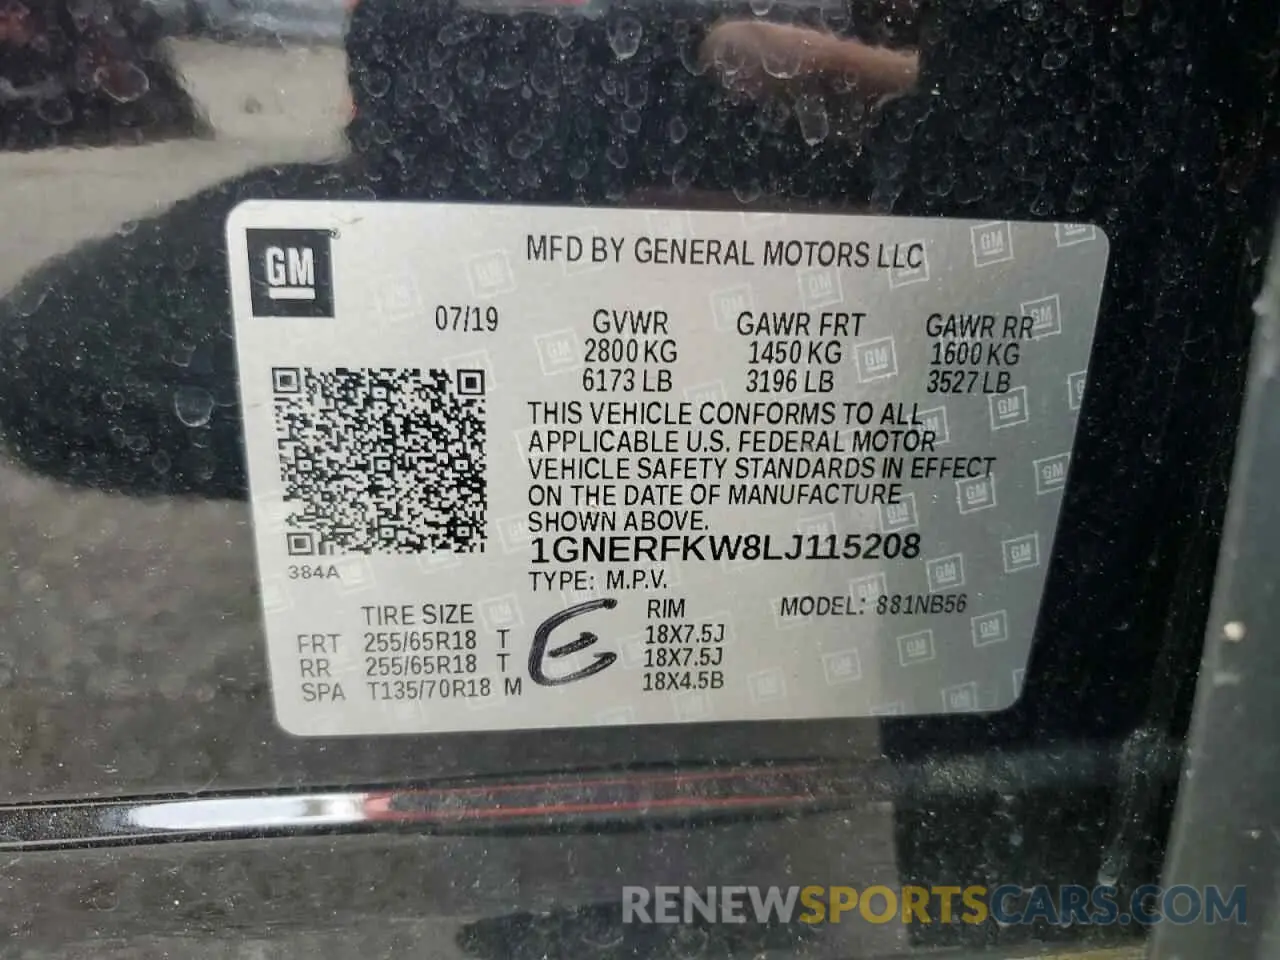 GM
MFD BY GENERAL MOTORS LLC
07/19 GVWR GAWR FRT GAWR RR
2800 KG 1450 KG 1600 KG
6173 LB 3196 LB 3527 LB
THIS VEHICLE CONFORMS TO ALL
APPLICABLE U.S. FEDERAL MOTOR
VEHICLE SAFETY STANDARDS IN EFFECT
ON THE DATE OF MANUFACTURE
SHOWN ABOVE.
1GNERFKW8LJ115208
384A
TYPE: M.P.V.
TIRE SIZE RIM MODEL: 881NB56
FRT 255/65R18 T 18X7.5J
RR 255/65R18 T 18X7.5J
SPA T135/70R18 M 18X4.5B
E
RENEWSPORTSCARS.COM